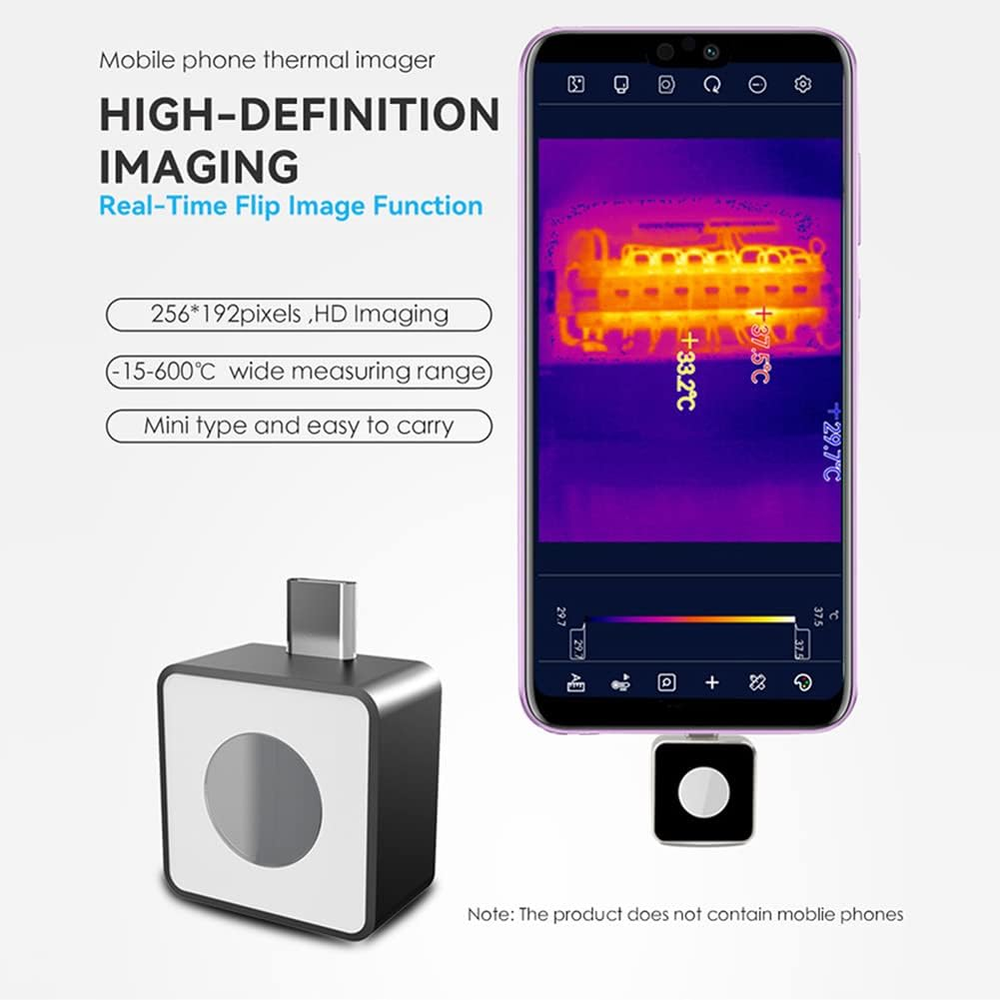 Mobile phone thermal imager
HIGH-DEFINITION
IMAGING
Real-Time Flip Image Function
256*192pixels ,HD Imaging
-15-600℃ wide measuring range
Mini type and easy to carry
+37.5℃
+33.2℃
+29.7℃
℃
29.7
37.5
29.7
37.5
A
Note: The product does not contain moblie phones